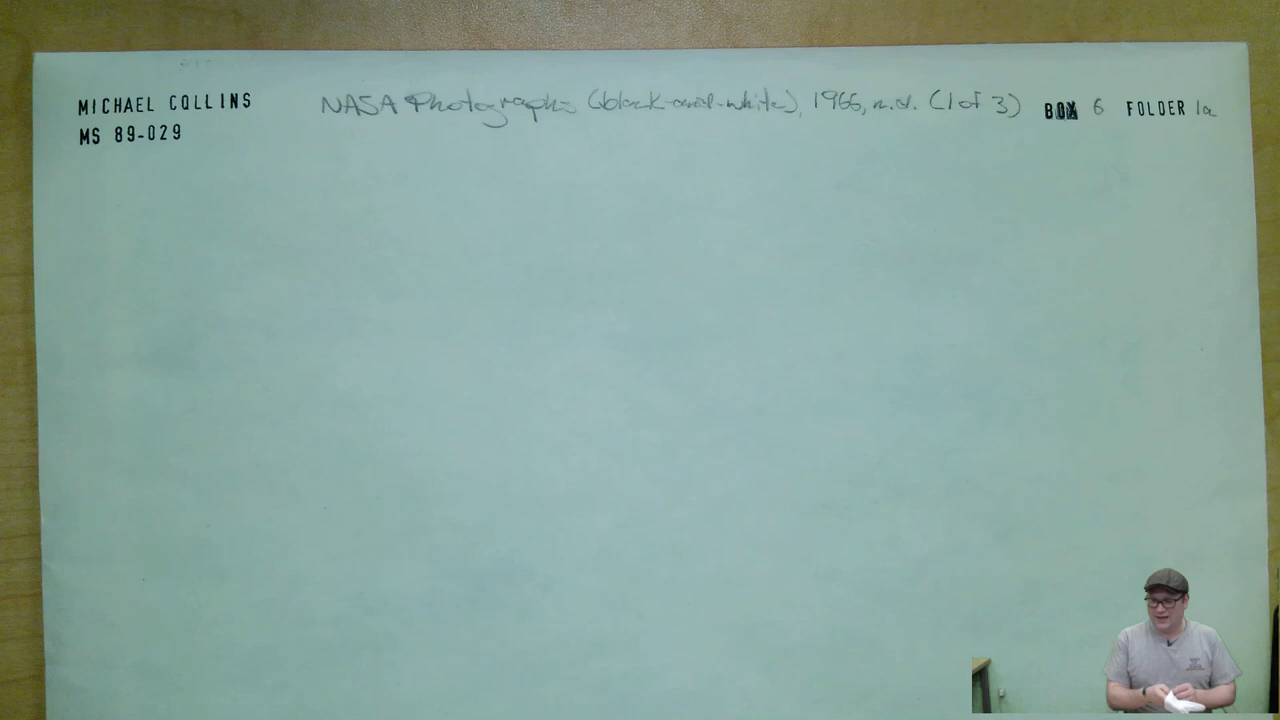 MICHAEL COLLINS NASA Photographs (black-and-white), 1966, n.d. (1 of 3) BOX 6 FOLDER 1a
MS 89-029